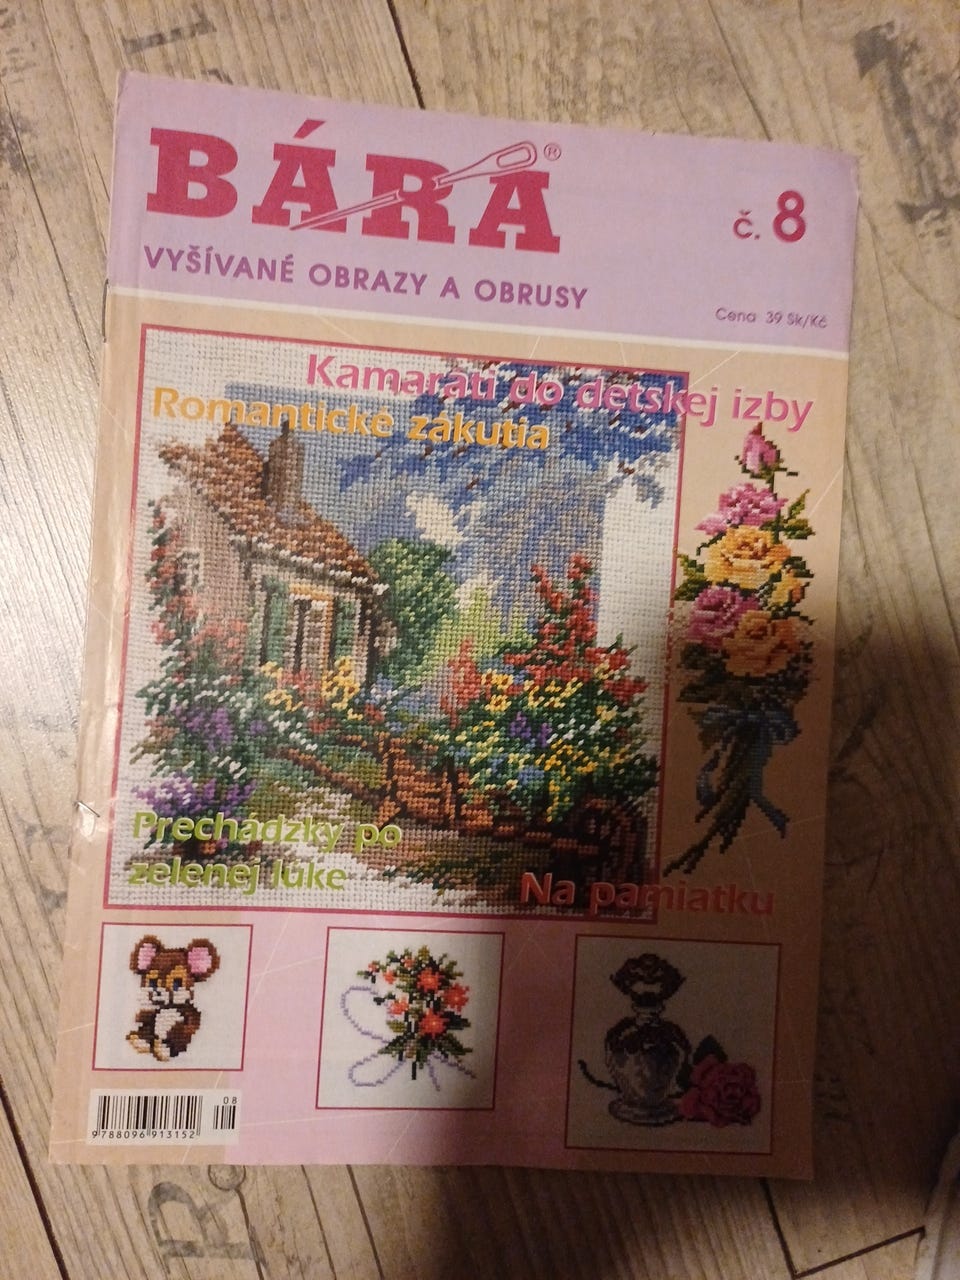 BÁRA®
č. 8
VYŠÍVANÉ OBRAZY A OBRUSY
Cena 39 Sk/Kč
Kamaráti do detskej izby
Romantické zákutia
Prechádzky po
zelenej lúke
Na pamiatku
08
9788096913152